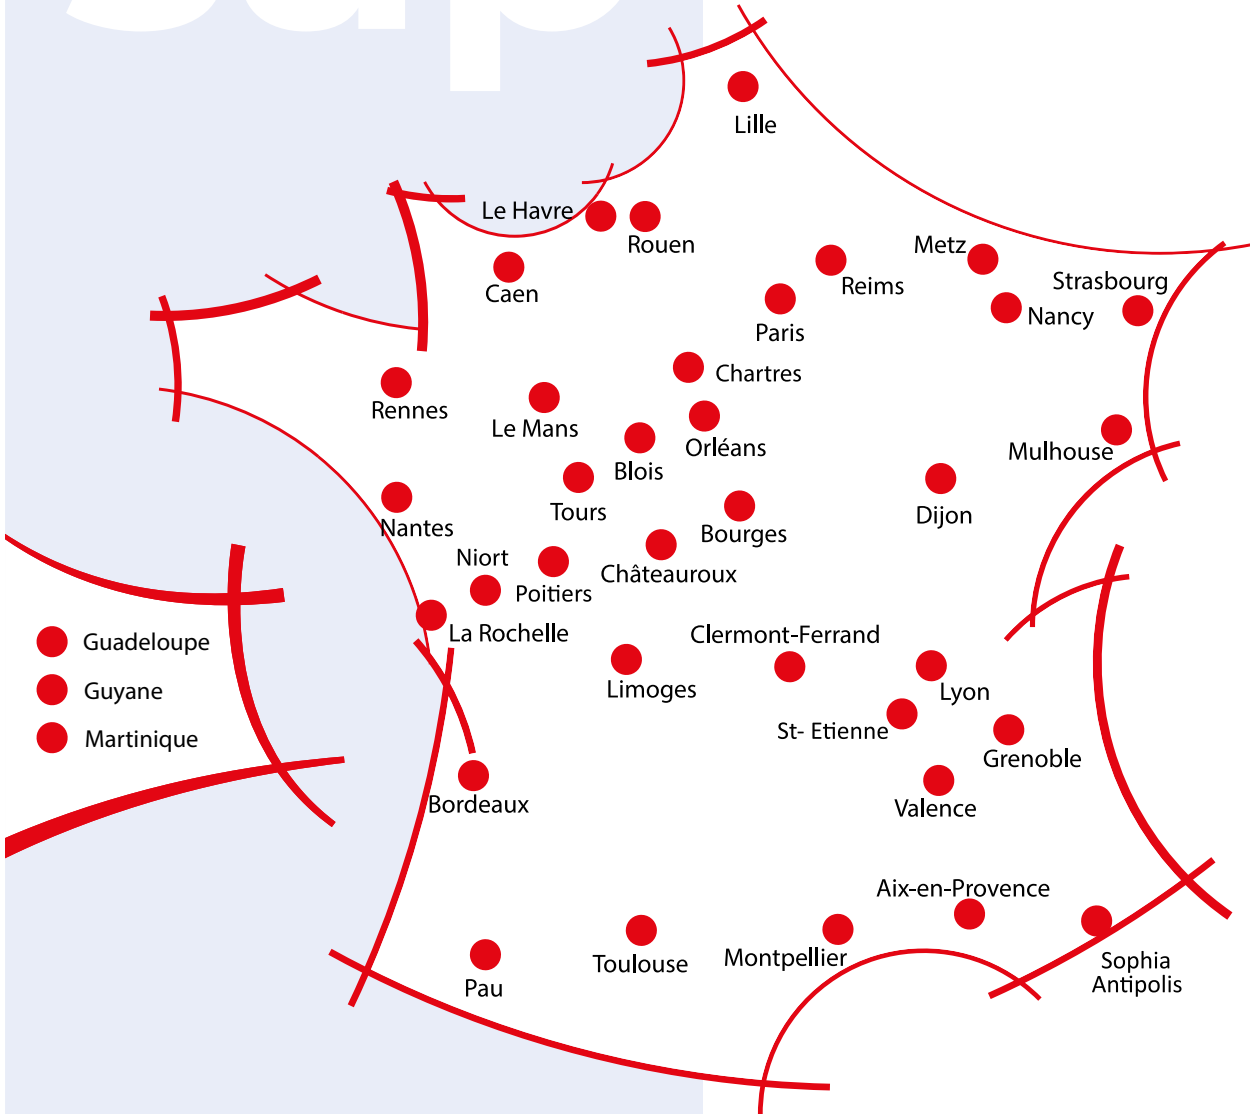 sup
Lille
Le Havre
Rouen
Metz
Caen
Reims
Strasbourg
Nancy
Paris
Chartres
Rennes
Le Mans
Orléans
Mulhouse
Blois
Tours
Dijon
Nantes
Bourges
Niort
Châteauroux
Poitiers
La Rochelle
Clermont-Ferrand
Guadeloupe
Limoges
Lyon
Guyane
St- Etienne
Martinique
Grenoble
Bordeaux
Valence
Aix-en-Provence
Montpellier
Toulouse
Sophia
Antipolis
Pau